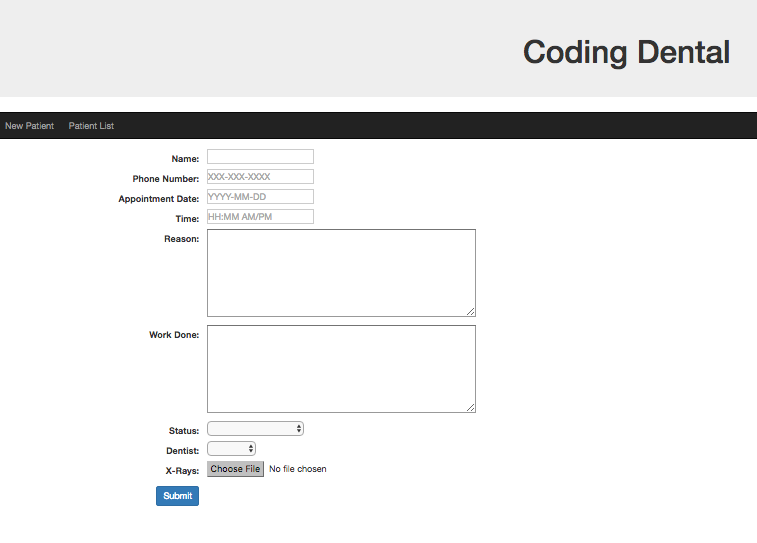 Coding Dental
New Patient Patient List
Name:
Phone Number: XXX-XXX-XXXX
Appointment Date: YYYY-MM-DD
Time: HH:MM AM/PM
Reason:
Work Done:
Status:
Dentist:
X-Rays: Choose File No file chosen
Submit